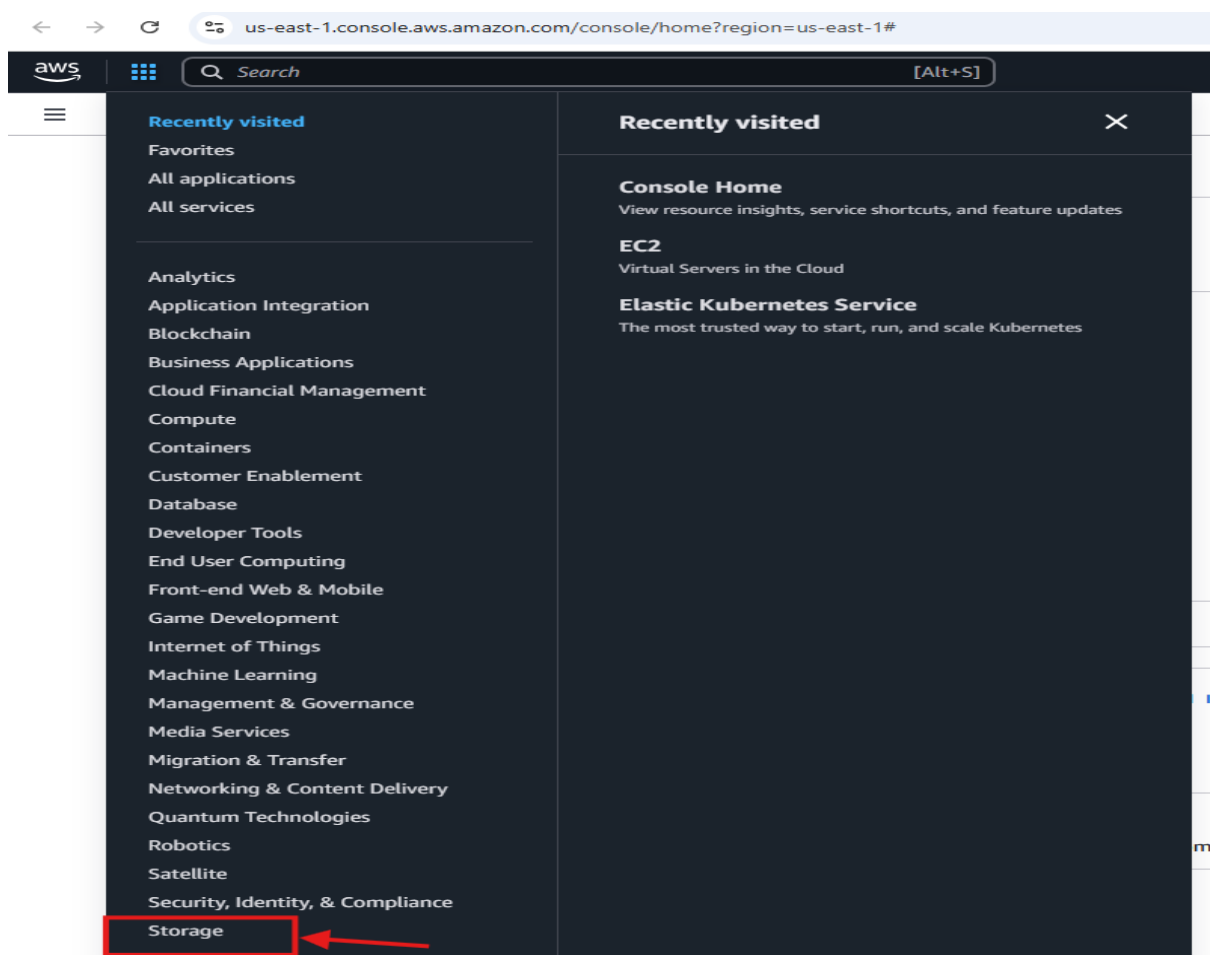 us-east-1.console.aws.amazon.com/console/home?region=us-east-1#
aws
Search
[Alt+S]
Recently visited
Favorites
All applications
All services
Analytics
Application Integration
Blockchain
Business Applications
Cloud Financial Management
Compute
Containers
Customer Enablement
Database
Developer Tools
End User Computing
Front-end Web & Mobile
Game Development
Internet of Things
Machine Learning
Management & Governance
Media Services
Migration & Transfer
Networking & Content Delivery
Quantum Technologies
Robotics
Satellite
Security, Identity, & Compliance
Storage
Recently visited
Console Home
View resource insights, service shortcuts, and feature updates
EC2
Virtual Servers in the Cloud
Elastic Kubernetes Service
The most trusted way to start, run, and scale Kubernetes